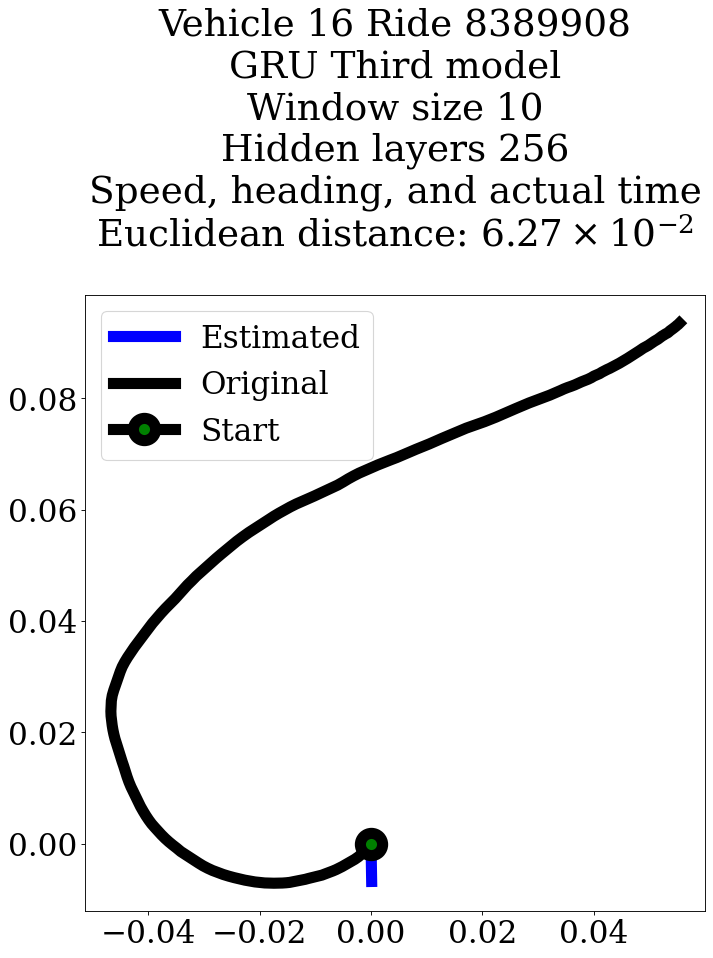 Vehicle 16 Ride 8389908
GRU Third model
Window size 10
Hidden layers 256
Speed, heading, and actual time
Euclidean distance: 6.27 × 10⁻²
Estimated
Original
Start
0.08
0.06
0.04
0.02
0.00
−0.04 −0.02 0.00 0.02 0.04